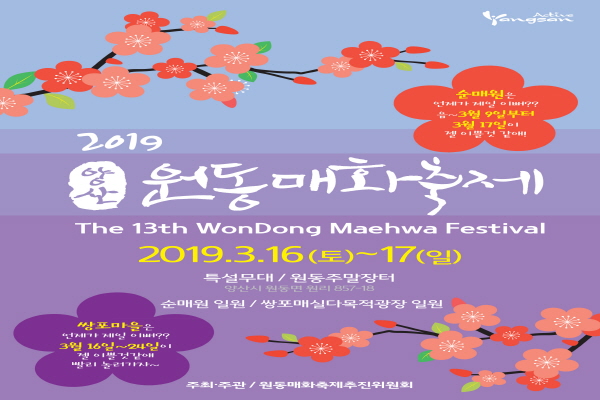 Active
Yangsan
순매원은
언제가 제일 이뻐??
음~3월 9일부터
3월 17일이
젤 이쁠것 같애!
2019
양산
원동매화축제
The 13th WonDong Maehwa Festival
2019.3.16(토)~17(일)
특설무대 / 원동주말장터
양산시 원동면 원리 857-18
순매원 일원 / 쌍포매실다목적광장 일원
쌍포마을은
언제가 제일 이뻐??
3월 16일~24일이
젤 이쁠것같애
빨리 놀러가자~
주최·주관 / 원동매화축제추진위원회